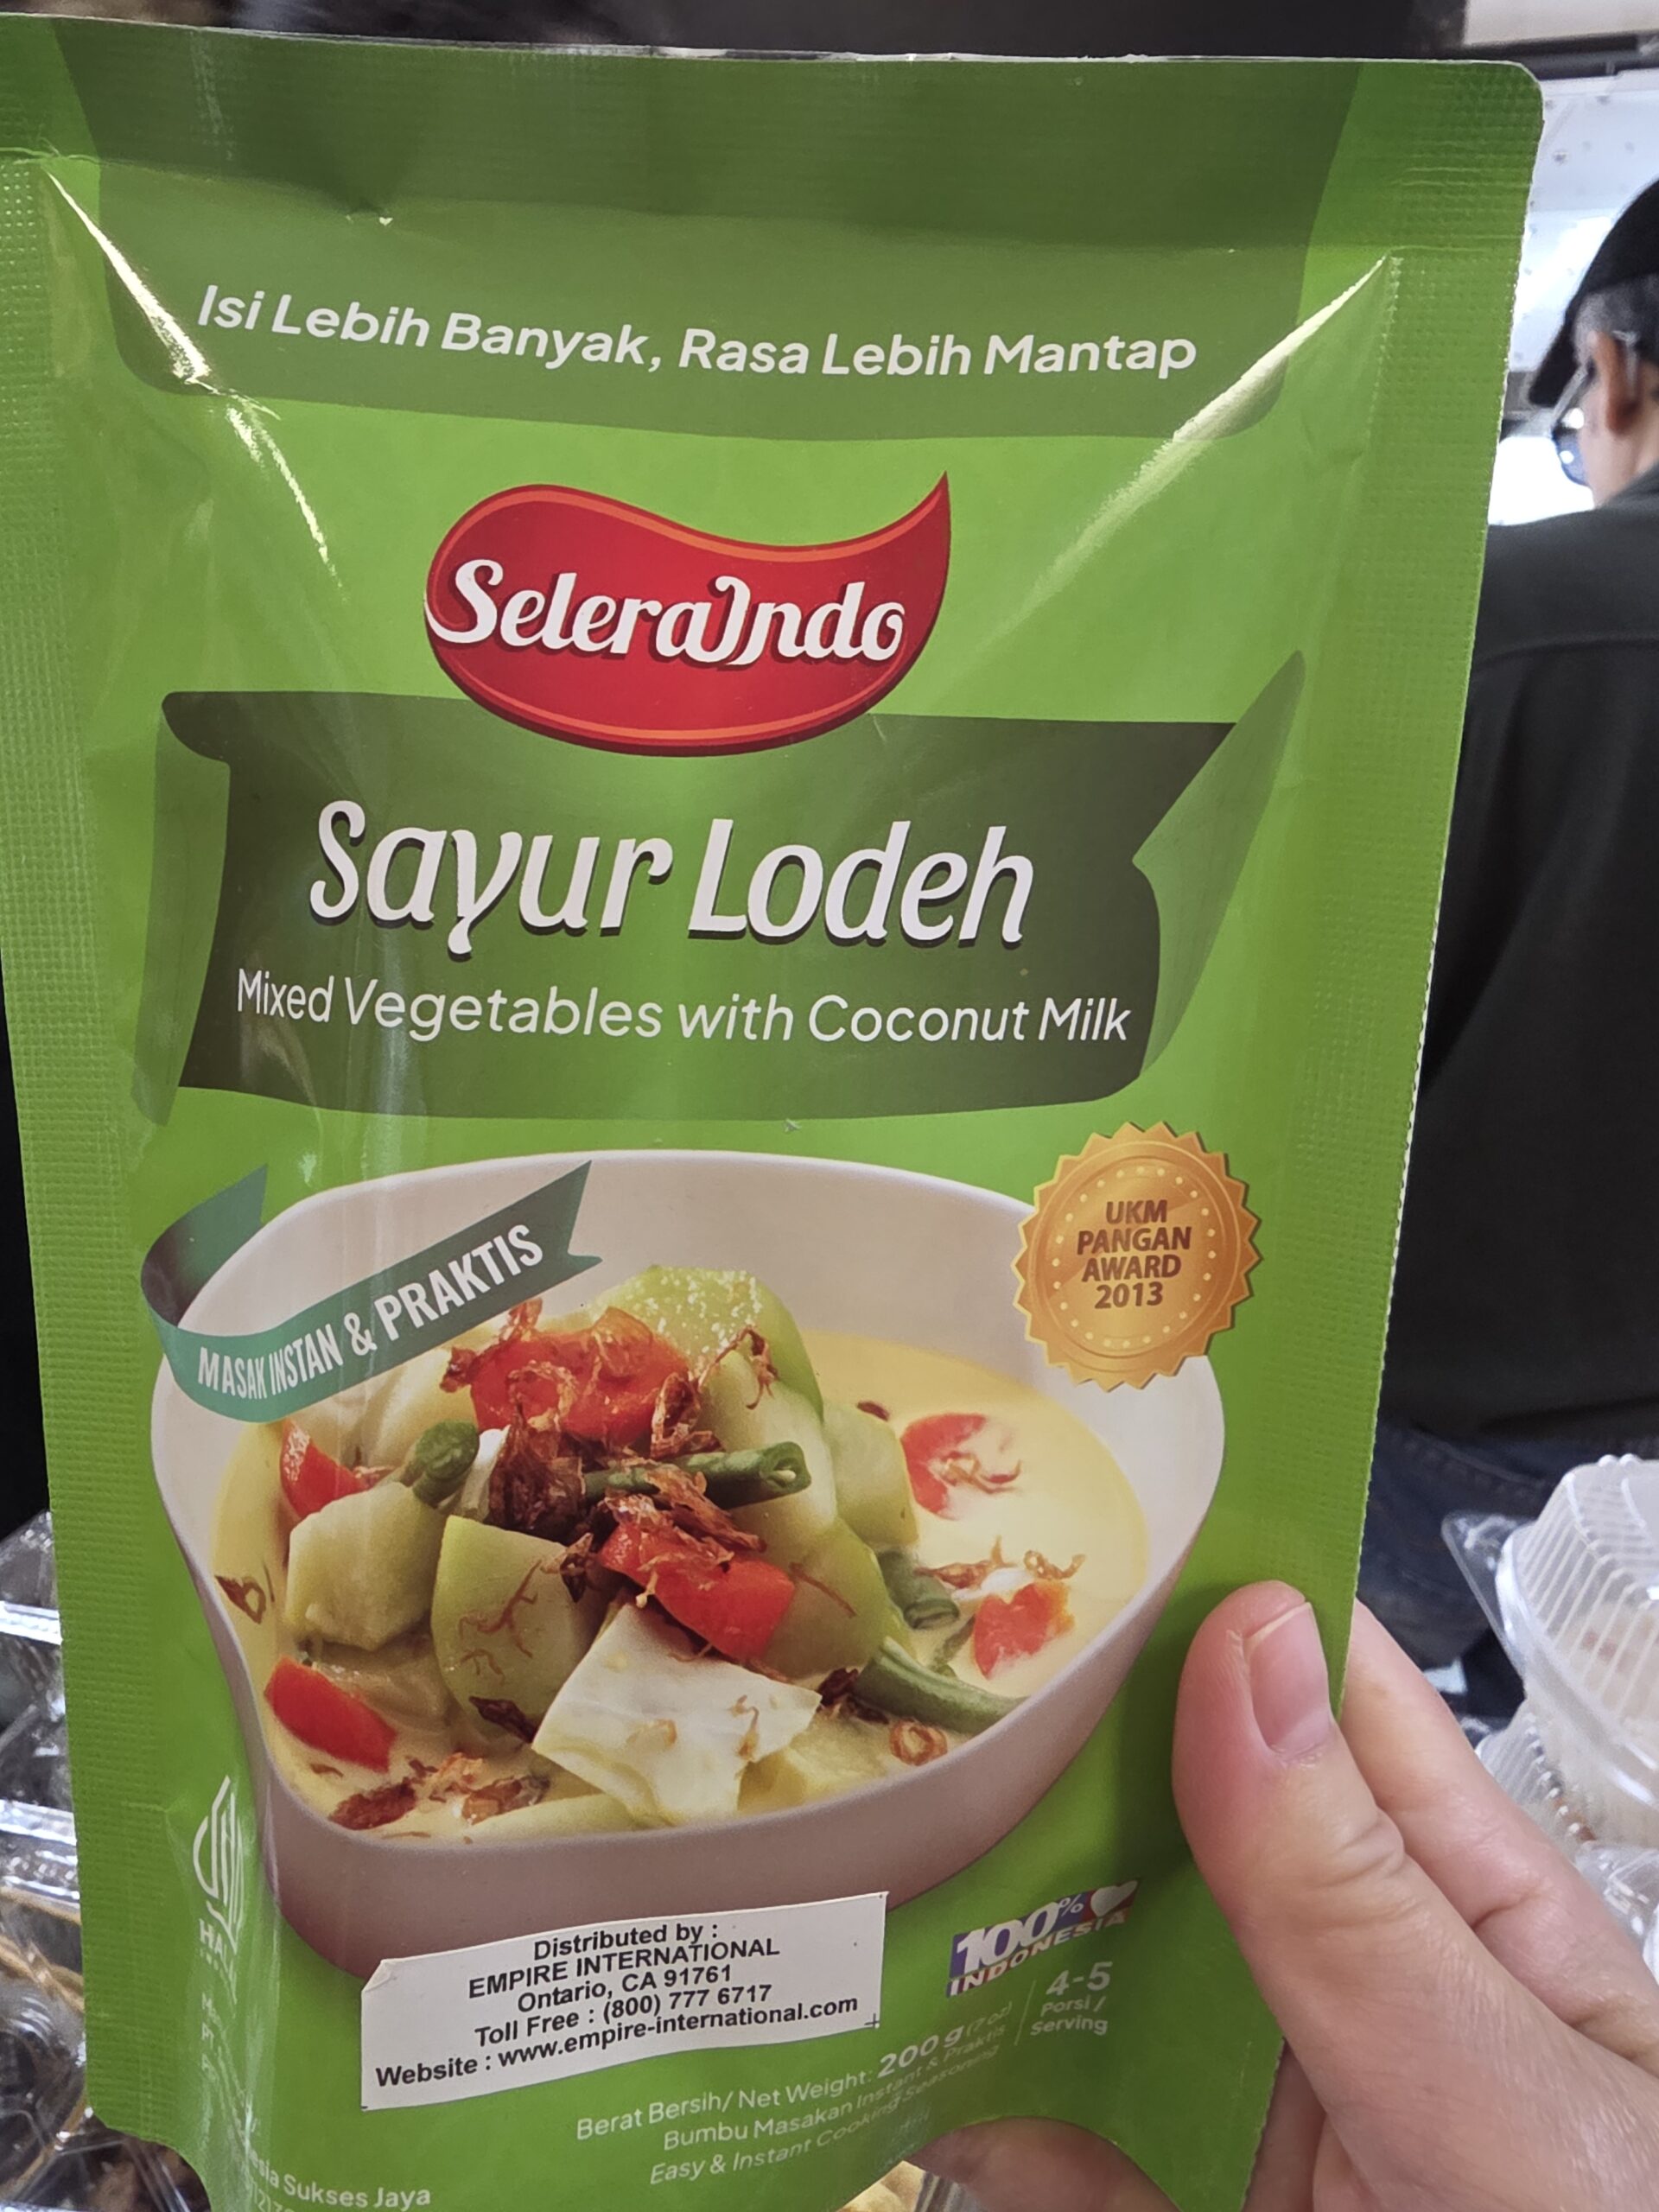 Isi Lebih Banyak, Rasa Lebih Mantap
SeleraIndo
Sayur Lodeh
Mixed Vegetables with Coconut Milk
MASAK INSTAN & PRAKTIS
UKM
PANGAN
AWARD
2013
Distributed by :
EMPIRE INTERNATIONAL
Ontario, CA 91761
Toll Free : (800) 777 6717
Website : www.empire-international.com
100%
INDONESIA
4-5
Porsi /
Serving
Berat Bersih/ Net Weight: 200 g (7 oz)
Bumbu Masakan Instant & Praktis
Easy & Instant Cooking Seasoning
Sukses Jaya